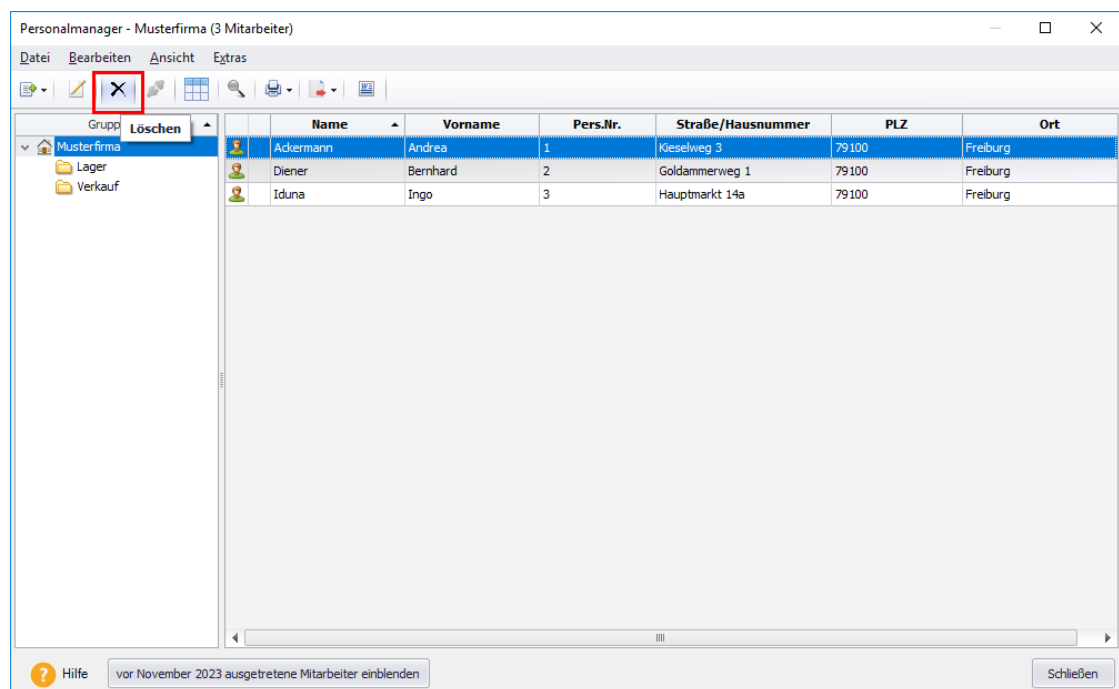 Personalmanager - Musterfirma (3 Mitarbeiter)
Datei Bearbeiten Ansicht Extras
Grupp
Löschen
Name Vorname Pers.Nr. Straße/Hausnummer PLZ Ort
Musterfirma
Lager
Verkauf
Ackermann Andrea 1 Kieselweg 3 79100 Freiburg
Diener Bernhard 2 Goldammerweg 1 79100 Freiburg
Iduna Ingo 3 Hauptmarkt 14a 79100 Freiburg
? Hilfe vor November 2023 ausgetretene Mitarbeiter einblenden Schließen